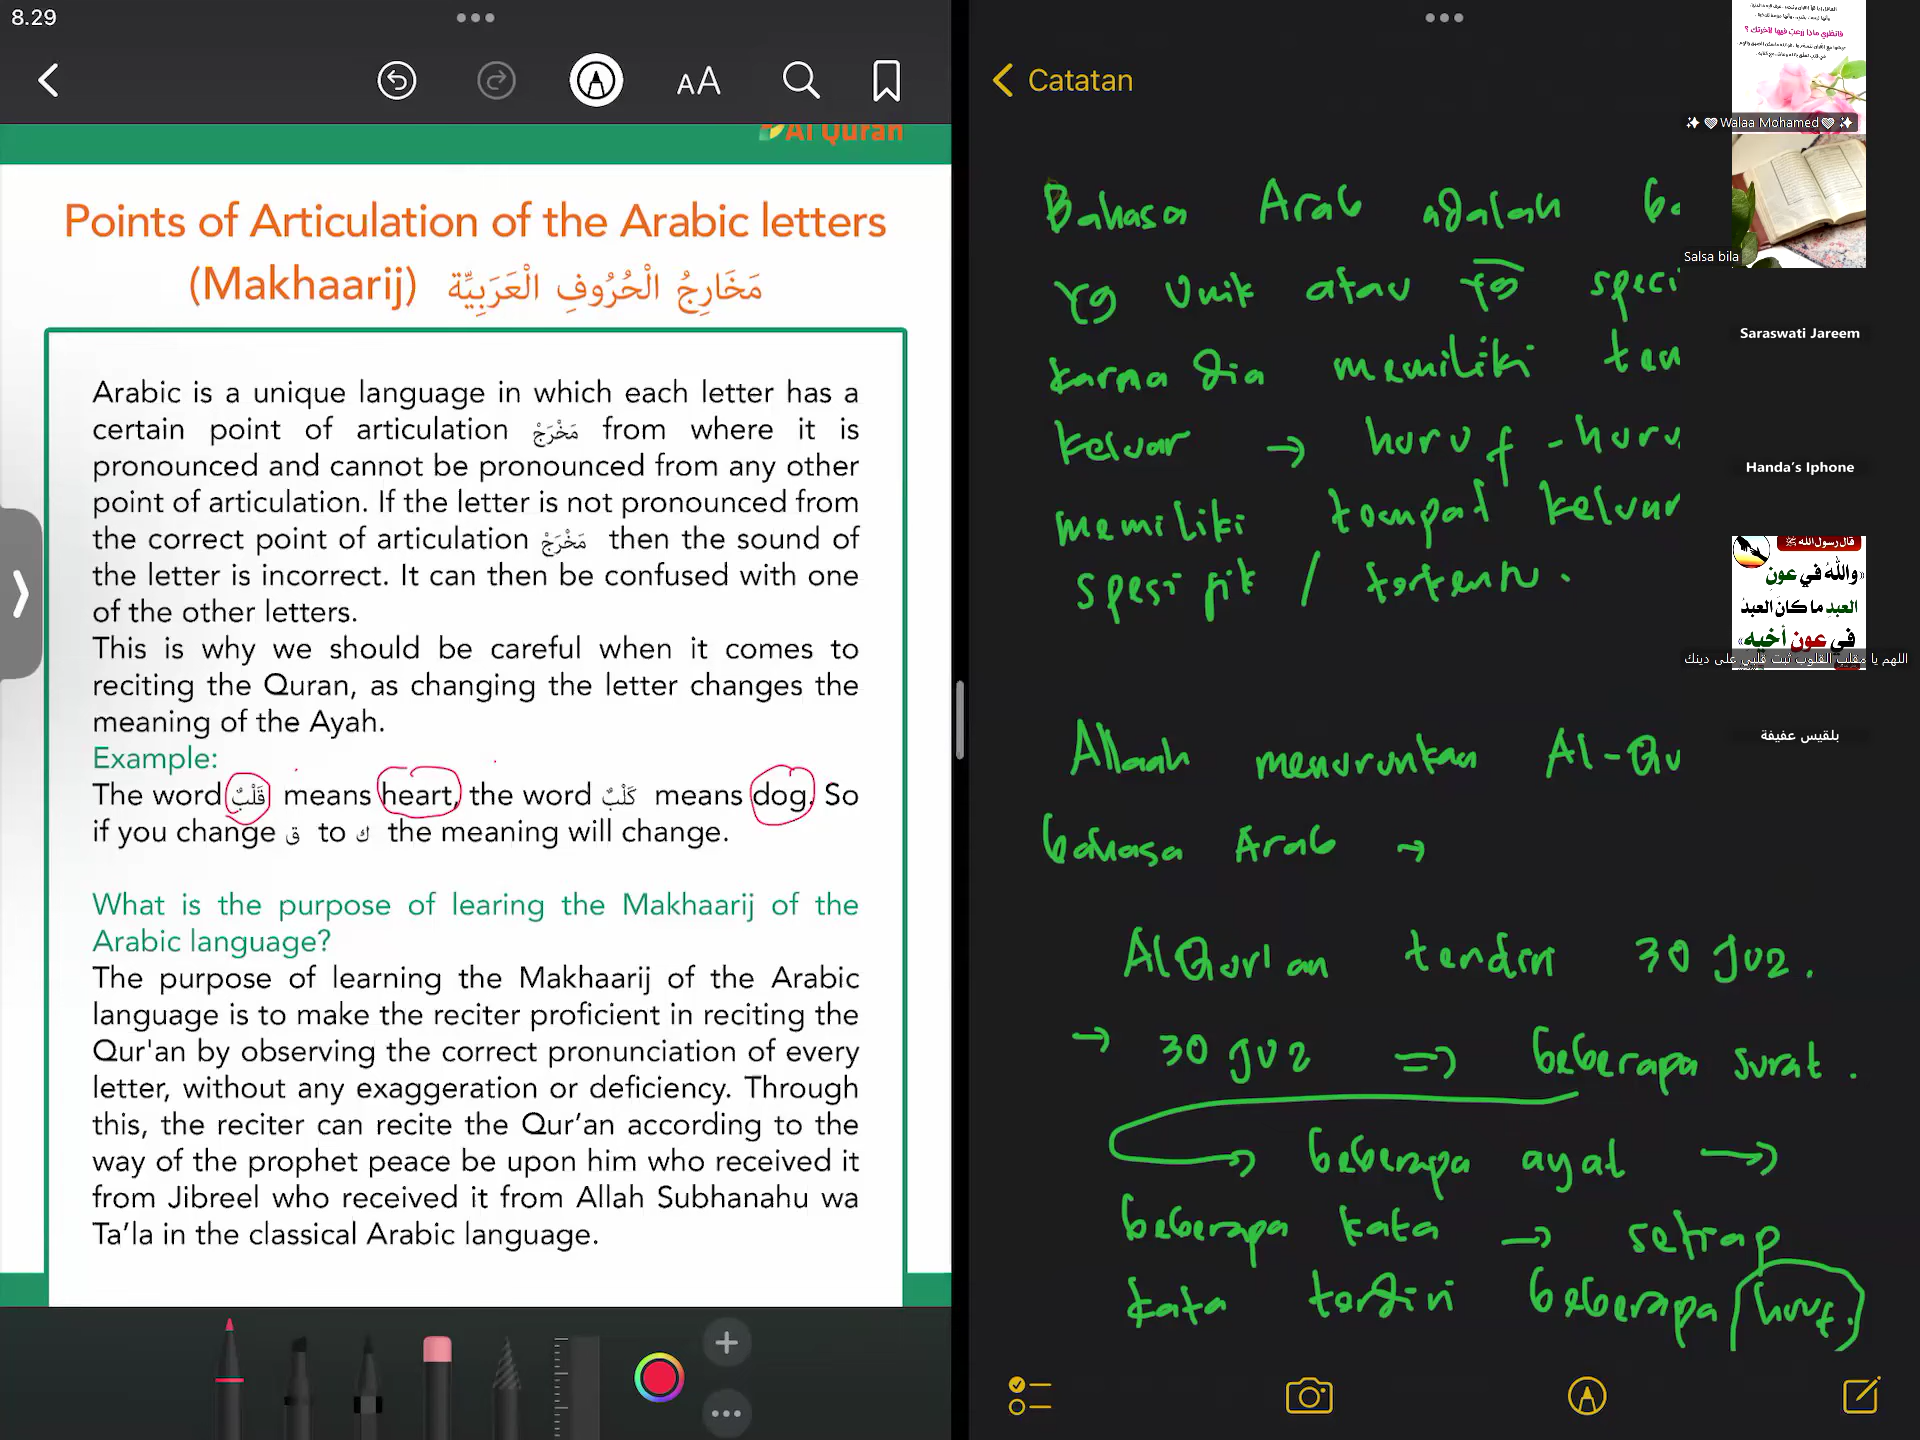 8.29
Al Quran
Points of Articulation of the Arabic letters
(Makhaarij) مَخَارِجُ الْحُرُوفِ الْعَرَبِيَّة
Arabic is a unique language in which each letter has a
certain point of articulation مَخْرَجْ from where it is
pronounced and cannot be pronounced from any other
point of articulation. If the letter is not pronounced from
the correct point of articulation مَخْرَجْ then the sound of
the letter is incorrect. It can then be confused with one
of the other letters.
This is why we should be careful when it comes to
reciting the Quran, as changing the letter changes the
meaning of the Ayah.
Example:
The word قَلْبٌ means heart, the word كَلْبٌ means dog. So
if you change ق to ك the meaning will change.
What is the purpose of learing the Makhaarij of the
Arabic language?
The purpose of learning the Makhaarij of the Arabic
language is to make the reciter proficient in reciting the
Qur'an by observing the correct pronunciation of every
letter, without any exaggeration or deficiency. Through
this, the reciter can recite the Qur'an according to the
way of the prophet peace be upon him who received it
from Jibreel who received it from Allah Subhanahu wa
Ta'la in the classical Arabic language.
AA
Catatan
Bahasa Arab adalah ba
yg unik atau yg speci
karna dia memiliki tem
keluar → huruf - huru
memiliki tempat keluar
spesifik / tertentu.
Allaah menurunkan Al-Qu
bahasa Arab →
AlQur'an terdiri 30 Juz.
→ 30 Juz => beberapa surat.
→ beberapa ayat →
beberapa kata → setiap
kata terdiri beberapa huruf.
فانظري ماذا زرعت فيها لآخرتك ؟
Walaa Mohamed
Salsa bila
Saraswati Jareem
Handa's Iphone
قال رسول الله ﷺ
«والله في عون
العبد ما كان العبد
في عون أخيه»
اللهم يا مقلب القلوب ثبت قلبي على دينك
بلقيس عفيفة